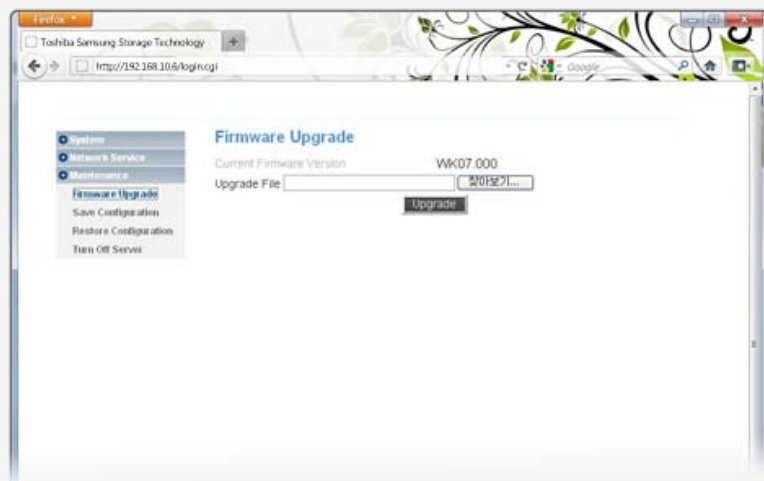 Firefox
Toshiba Samsung Storage Technology
http://192.168.10.6/login.cgi
Google
System
Network Service
Maintenance
Firmware Upgrade
Save Configuration
Restore Configuration
Turn Off Server
Firmware Upgrade
Current Firmware Version WK07.000
Upgrade File 찾아보기...
Upgrade